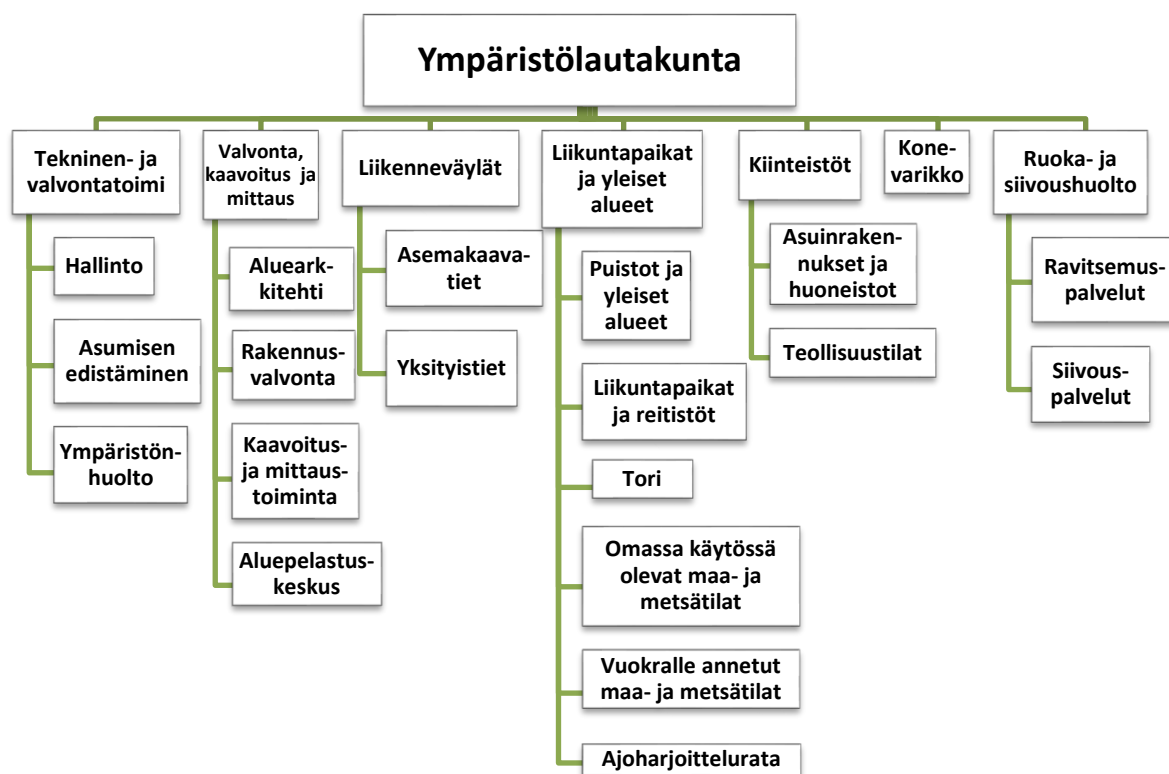 Ympäristölautakunta
Tekninen- ja
valvontatoimi
Hallinto
Asumisen
edistäminen
Ympäristön-
huolto
Valvonta,
kaavoitus ja
mittaus
Alueark-
kitehti
Rakennus-
valvonta
Kaavoitus-
ja mittaus-
toiminta
Aluepelastus-
keskus
Liikenneväylät
Asemakaava-
tiet
Yksityistiet
Liikuntapaikat
ja yleiset
alueet
Puistot ja
yleiset
alueet
Liikuntapaikat
ja reitistöt
Tori
Omassa käytössä
olevat maa- ja
metsätilat
Vuokralle annetut
maa- ja metsätilat
Ajoharjoittelurata
Kiinteistöt
Asuinraken-
nukset ja
huoneistot
Teollisuustilat
Kone-
varikko
Ruoka- ja
siivoushuolto
Ravitsemus-
palvelut
Siivous-
palvelut